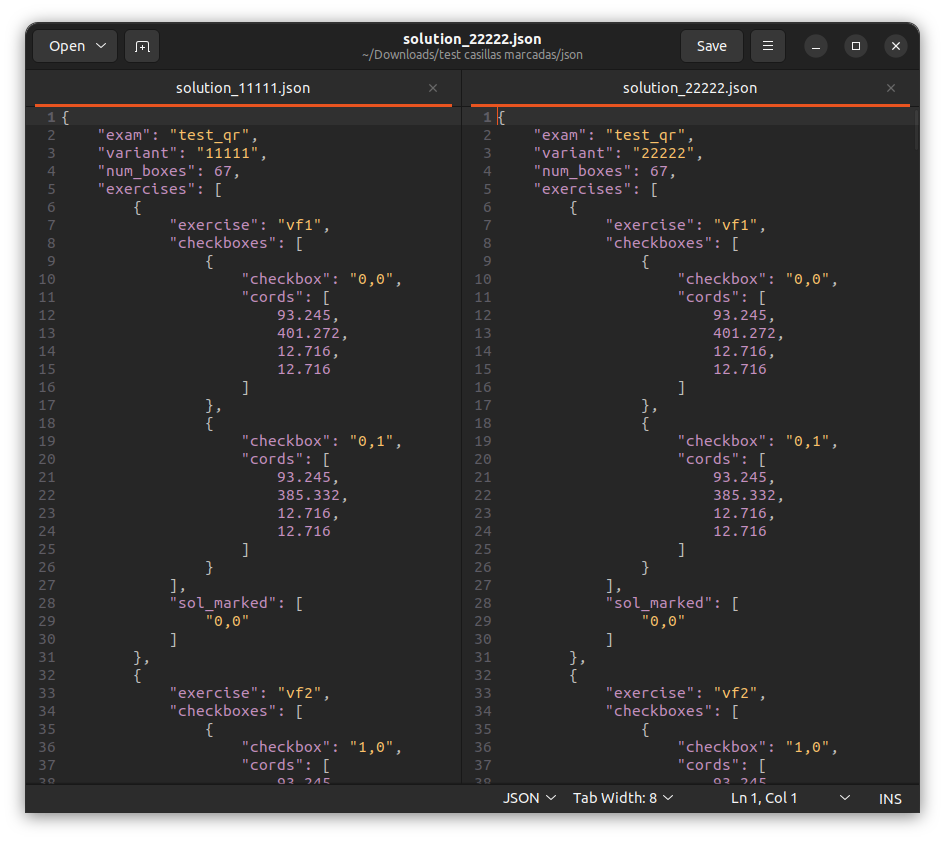 Open
solution_22222.json
~/Downloads/test casillas marcadas/json
Save
solution_11111.json
solution_22222.json
1 {
2     "exam": "test_qr",
3     "variant": "11111",
4     "num_boxes": 67,
5     "exercises": [
6         {
7             "exercise": "vf1",
8             "checkboxes": [
9                 {
10                     "checkbox": "0,0",
11                     "cords": [
12                         93.245,
13                         401.272,
14                         12.716,
15                         12.716
16                     ]
17                 },
18                 {
19                     "checkbox": "0,1",
20                     "cords": [
21                         93.245,
22                         385.332,
23                         12.716,
24                         12.716
25                     ]
26                 }
27             ],
28             "sol_marked": [
29                 "0,0"
30             ]
31         },
32         {
33             "exercise": "vf2",
34             "checkboxes": [
35                 {
36                     "checkbox": "1,0",
37                     "cords": [
38                         93.245
1 {
2     "exam": "test_qr",
3     "variant": "22222",
4     "num_boxes": 67,
5     "exercises": [
6         {
7             "exercise": "vf1",
8             "checkboxes": [
9                 {
10                     "checkbox": "0,0",
11                     "cords": [
12                         93.245,
13                         401.272,
14                         12.716,
15                         12.716
16                     ]
17                 },
18                 {
19                     "checkbox": "0,1",
20                     "cords": [
21                         93.245,
22                         385.332,
23                         12.716,
24                         12.716
25                     ]
26                 }
27             ],
28             "sol_marked": [
29                 "0,0"
30             ]
31         },
32         {
33             "exercise": "vf2",
34             "checkboxes": [
35                 {
36                     "checkbox": "1,0",
37                     "cords": [
38                         93.245
JSON
Tab Width: 8
Ln 1, Col 1
INS